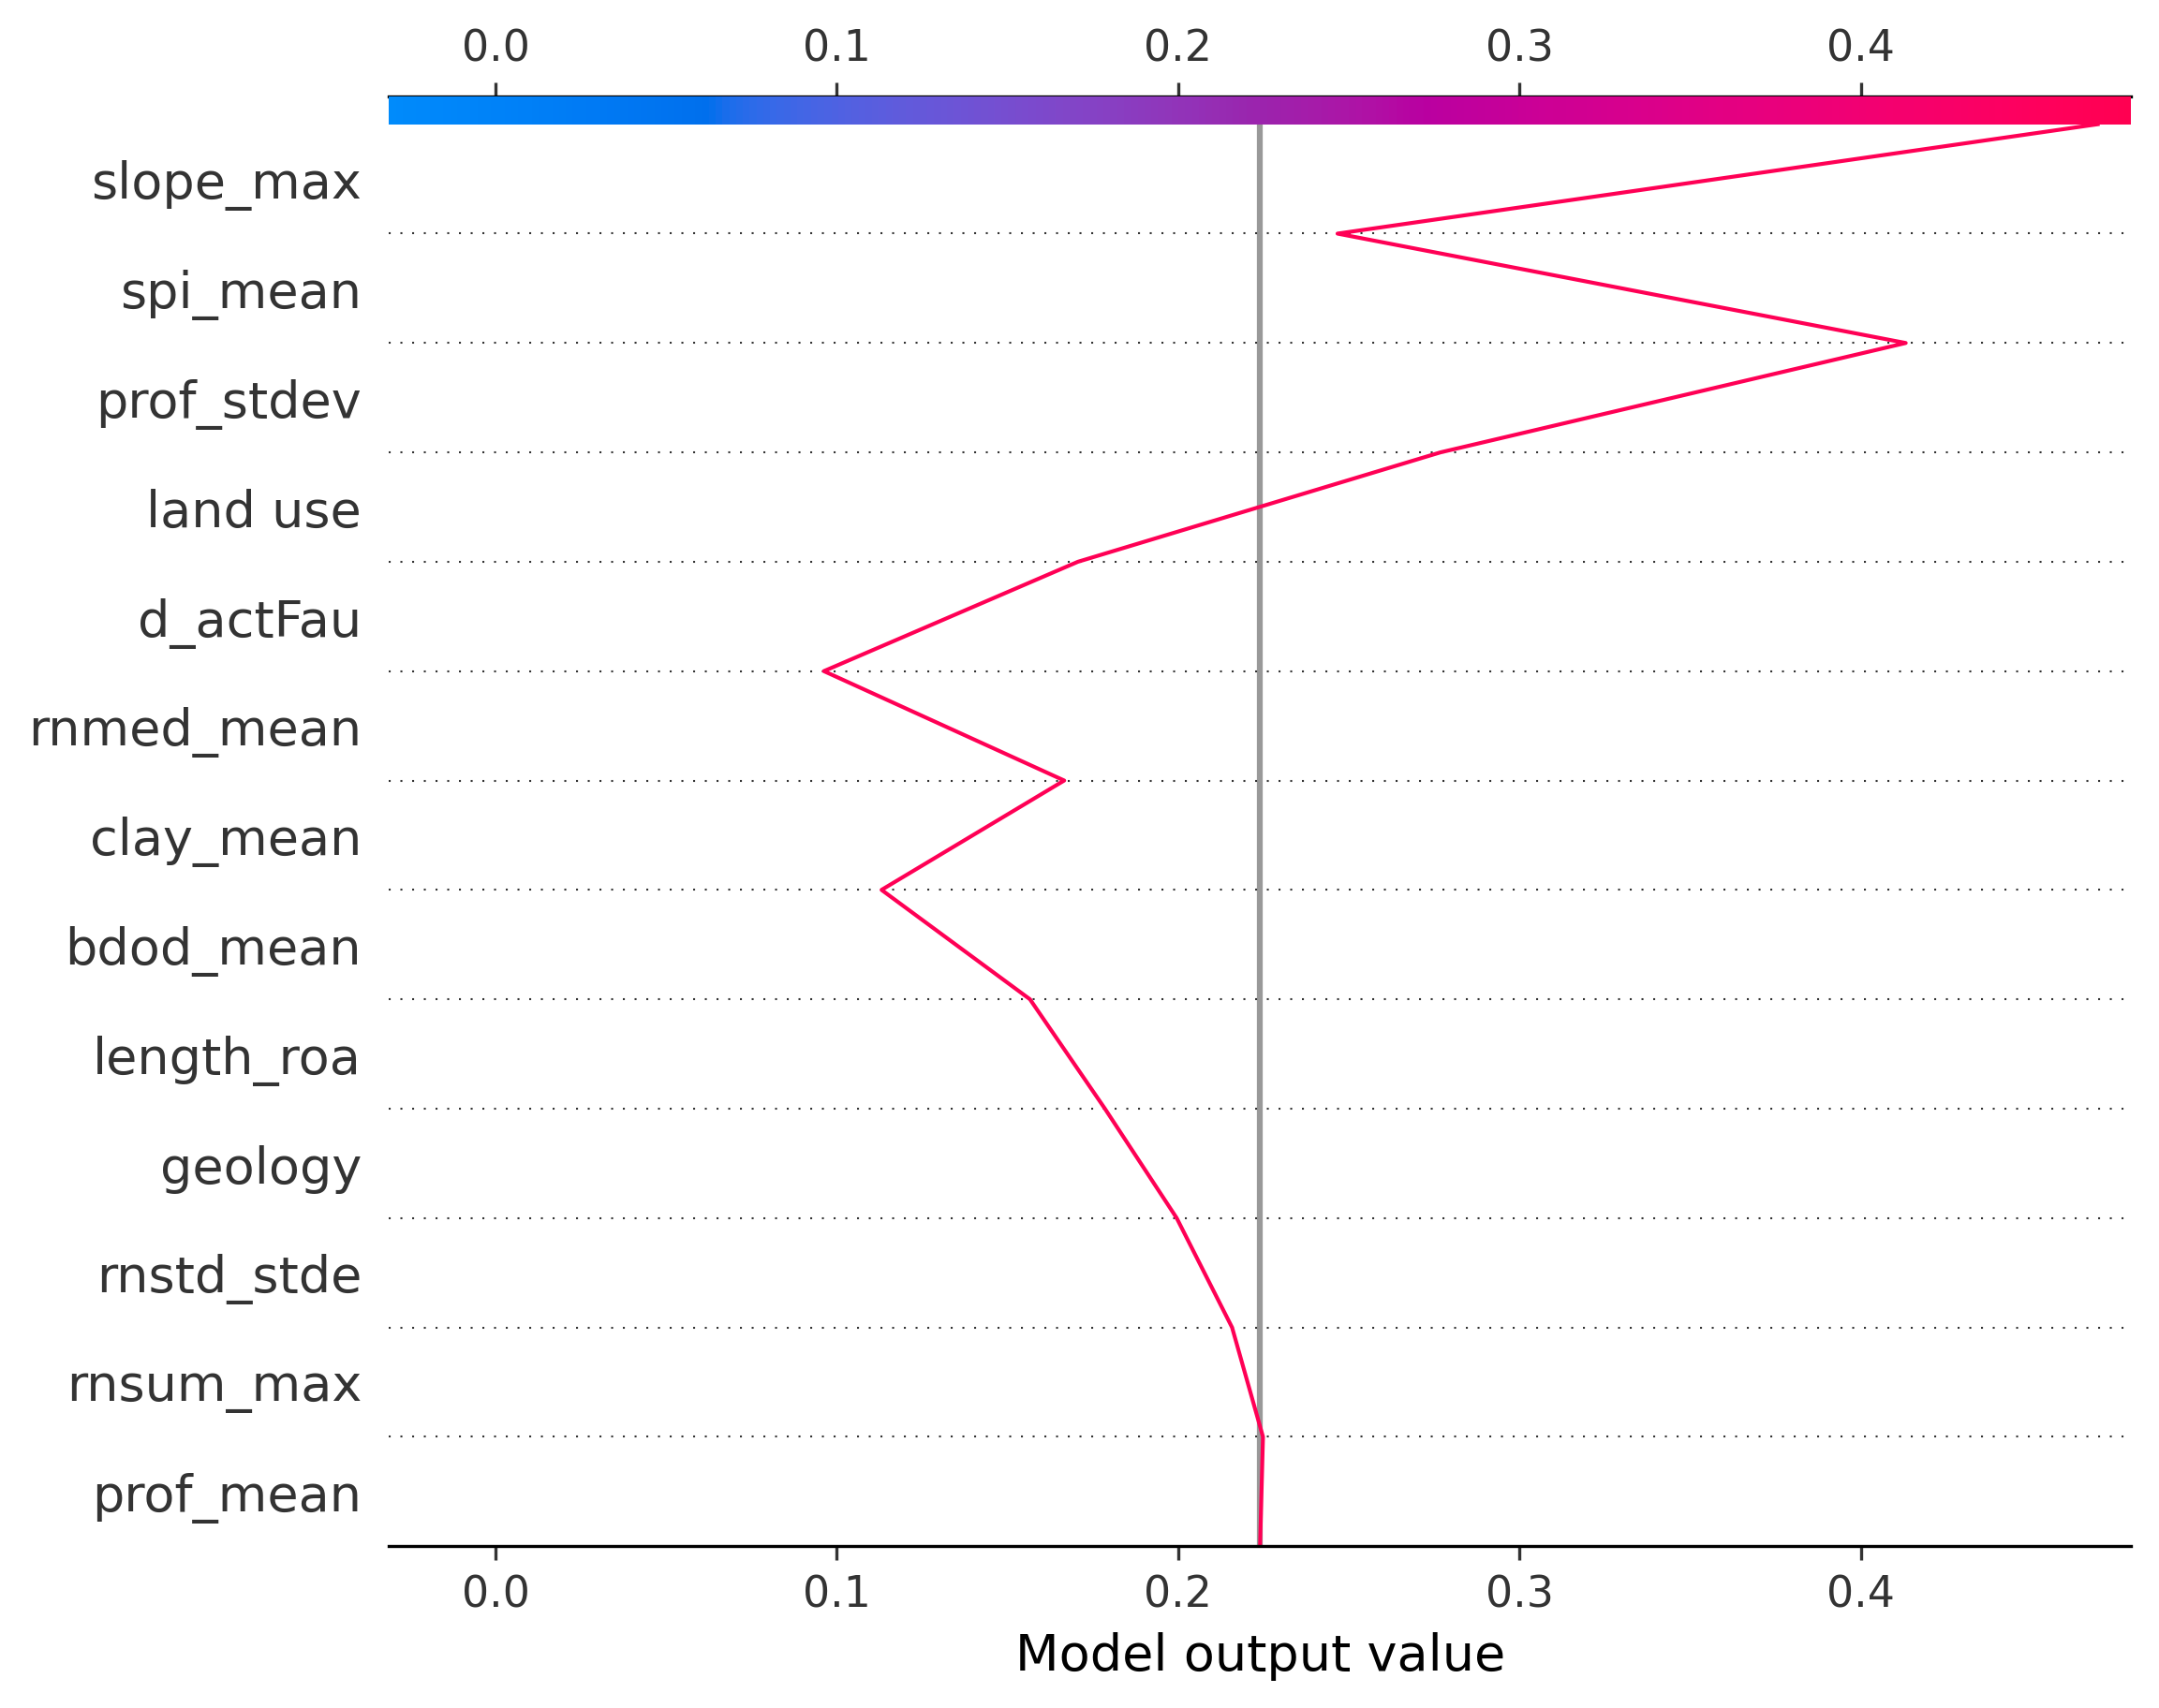 0.0 0.1 0.2 0.3 0.4
slope_max
spi_mean
prof_stdev
land use
d_actFau
rnmed_mean
clay_mean
bdod_mean
length_roa
geology
rnstd_stde
rnsum_max
prof_mean
0.0 0.1 0.2 0.3 0.4
Model output value